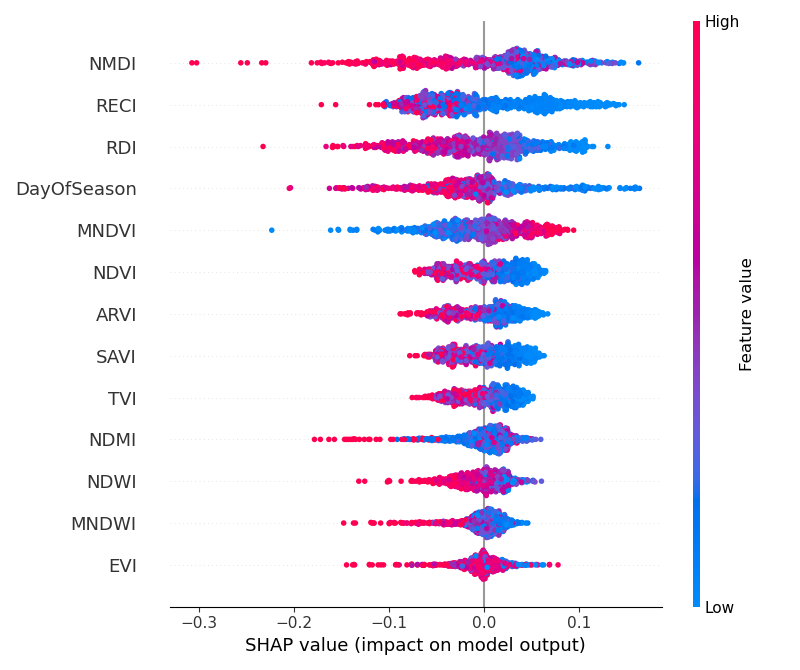 High
NMDI
RECI
RDI
DayOfSeason
MNDVI
NDVI
ARVI
SAVI
TVI
NDMI
NDWI
MNDWI
EVI
Feature value
Low
−0.3 −0.2 −0.1 0.0 0.1
SHAP value (impact on model output)